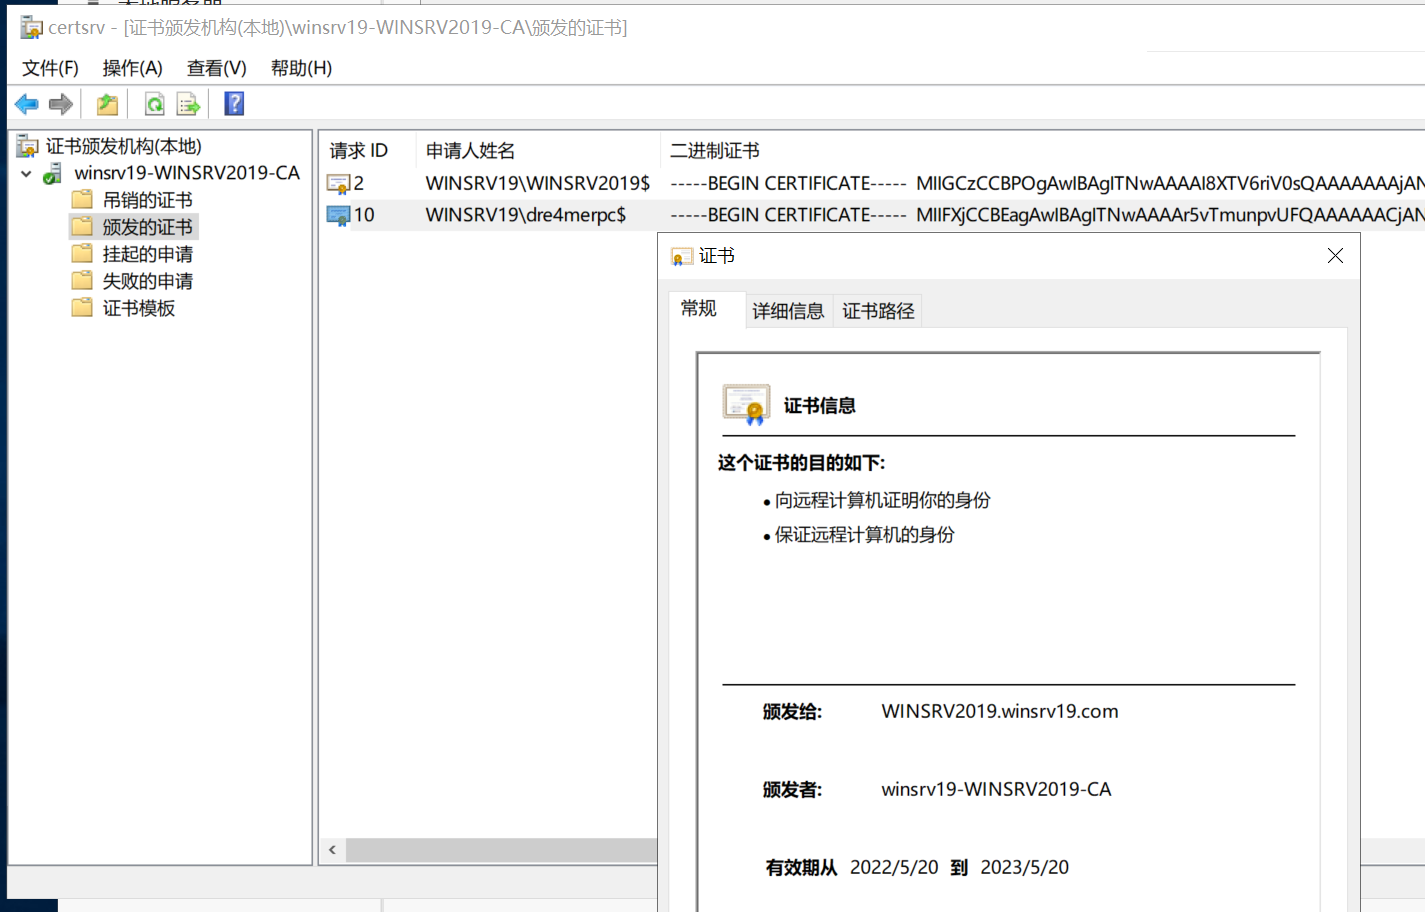 certsrv - [证书颁发机构(本地)\winsrv19-WINSRV2019-CA\颁发的证书]
文件(F) 操作(A) 查看(V) 帮助(H)
证书颁发机构(本地)
winsrv19-WINSRV2019-CA
吊销的证书
颁发的证书
挂起的申请
失败的申请
证书模板
请求 ID 申请人姓名 二进制证书
2 WINSRV19\WINSRV2019$ -----BEGIN CERTIFICATE-----
10 WINSRV19\dre4merpc$ -----BEGIN CERTIFICATE-----
证书
常规 详细信息 证书路径
证书信息
这个证书的目的如下:
• 向远程计算机证明你的身份
• 保证远程计算机的身份
颁发给: WINSRV2019.winsrv19.com
颁发者: winsrv19-WINSRV2019-CA
有效期从 2022/5/20 到 2023/5/20